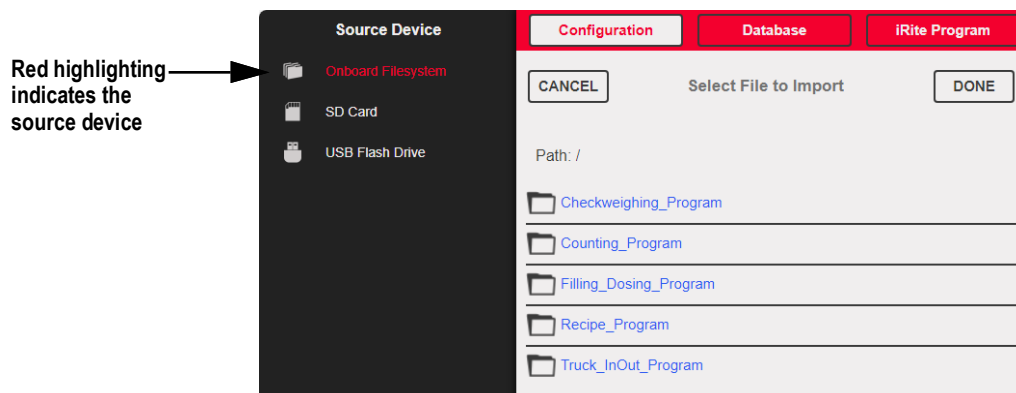 Red highlighting
indicates the
source device
Source Device
Onboard Filesystem
SD Card
USB Flash Drive
Configuration
Database
iRite Program
CANCEL
Select File to Import
DONE
Path: /
Checkweighing_Program
Counting_Program
Filling_Dosing_Program
Recipe_Program
Truck_InOut_Program